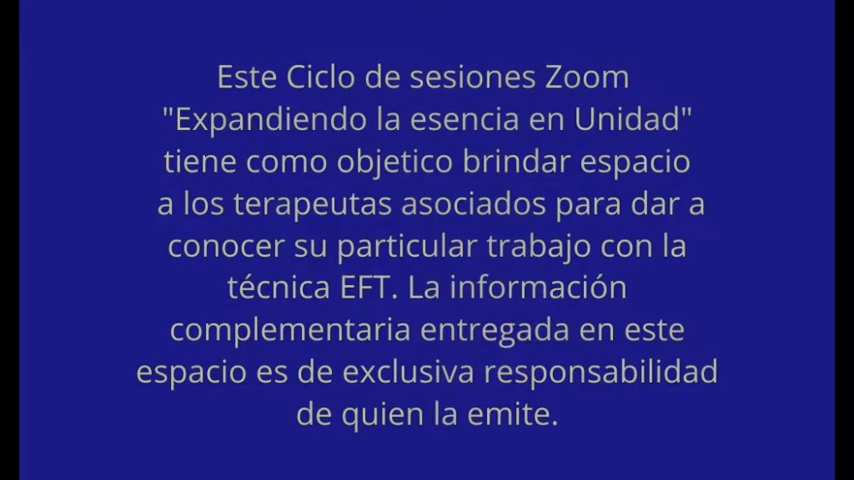 Este Ciclo de sesiones Zoom
"Expandiendo la esencia en Unidad"
tiene como objetico brindar espacio
a los terapeutas asociados para dar a
conocer su particular trabajo con la
técnica EFT. La información
complementaria entregada en este
espacio es de exclusiva responsabilidad
de quien la emite.